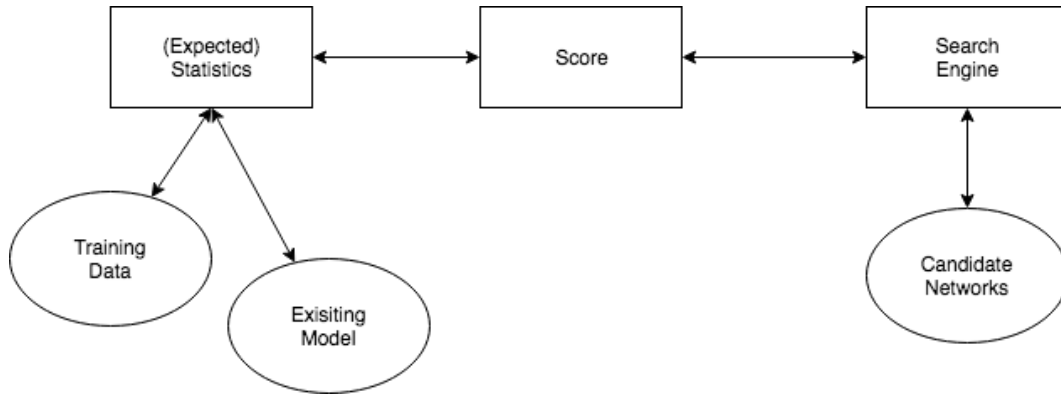 (Expected)
Statistics
Score
Search
Engine
Training
Data
Exisiting
Model
Candidate
Networks